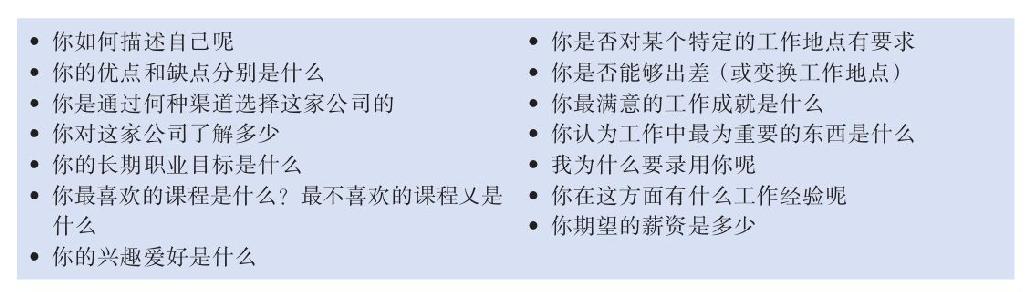 • 你如何描述自己呢
• 你的优点和缺点分别是什么
• 你是通过何种渠道选择这家公司的
• 你对这家公司了解多少
• 你的长期职业目标是什么
• 你最喜欢的课程是什么？最不喜欢的课程又是
什么
• 你的兴趣爱好是什么
• 你是否对某个特定的工作地点有要求
• 你是否能够出差（或变换工作地点）
• 你最满意的工作成就是什么
• 你认为工作中最为重要的东西是什么
• 我为什么要录用你呢
• 你在这方面有什么工作经验呢
• 你期望的薪资是多少